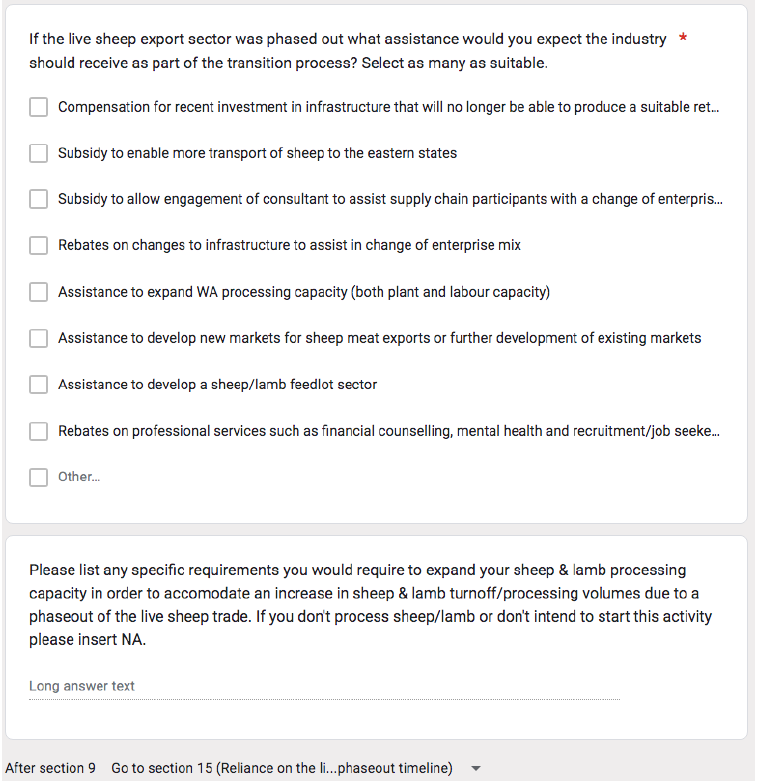 If the live sheep export sector was phased out what assistance would you expect the industry *
should receive as part of the transition process? Select as many as suitable.
Compensation for recent investment in infrastructure that will no longer be able to produce a suitable ret...
Subsidy to enable more transport of sheep to the eastern states
Subsidy to allow engagement of consultant to assist supply chain participants with a change of enterpris...
Rebates on changes to infrastructure to assist in change of enterprise mix
Assistance to expand WA processing capacity (both plant and labour capacity)
Assistance to develop new markets for sheep meat exports or further development of existing markets
Assistance to develop a sheep/lamb feedlot sector
Rebates on professional services such as financial counselling, mental health and recruitment/job seeke...
Other...
Please list any specific requirements you would require to expand your sheep & lamb processing
capacity in order to accomodate an increase in sheep & lamb turnoff/processing volumes due to a
phaseout of the live sheep trade. If you don't process sheep/lamb or don't intend to start this activity
please insert NA.
Long answer text
After section 9 Go to section 15 (Reliance on the li...phaseout timeline)